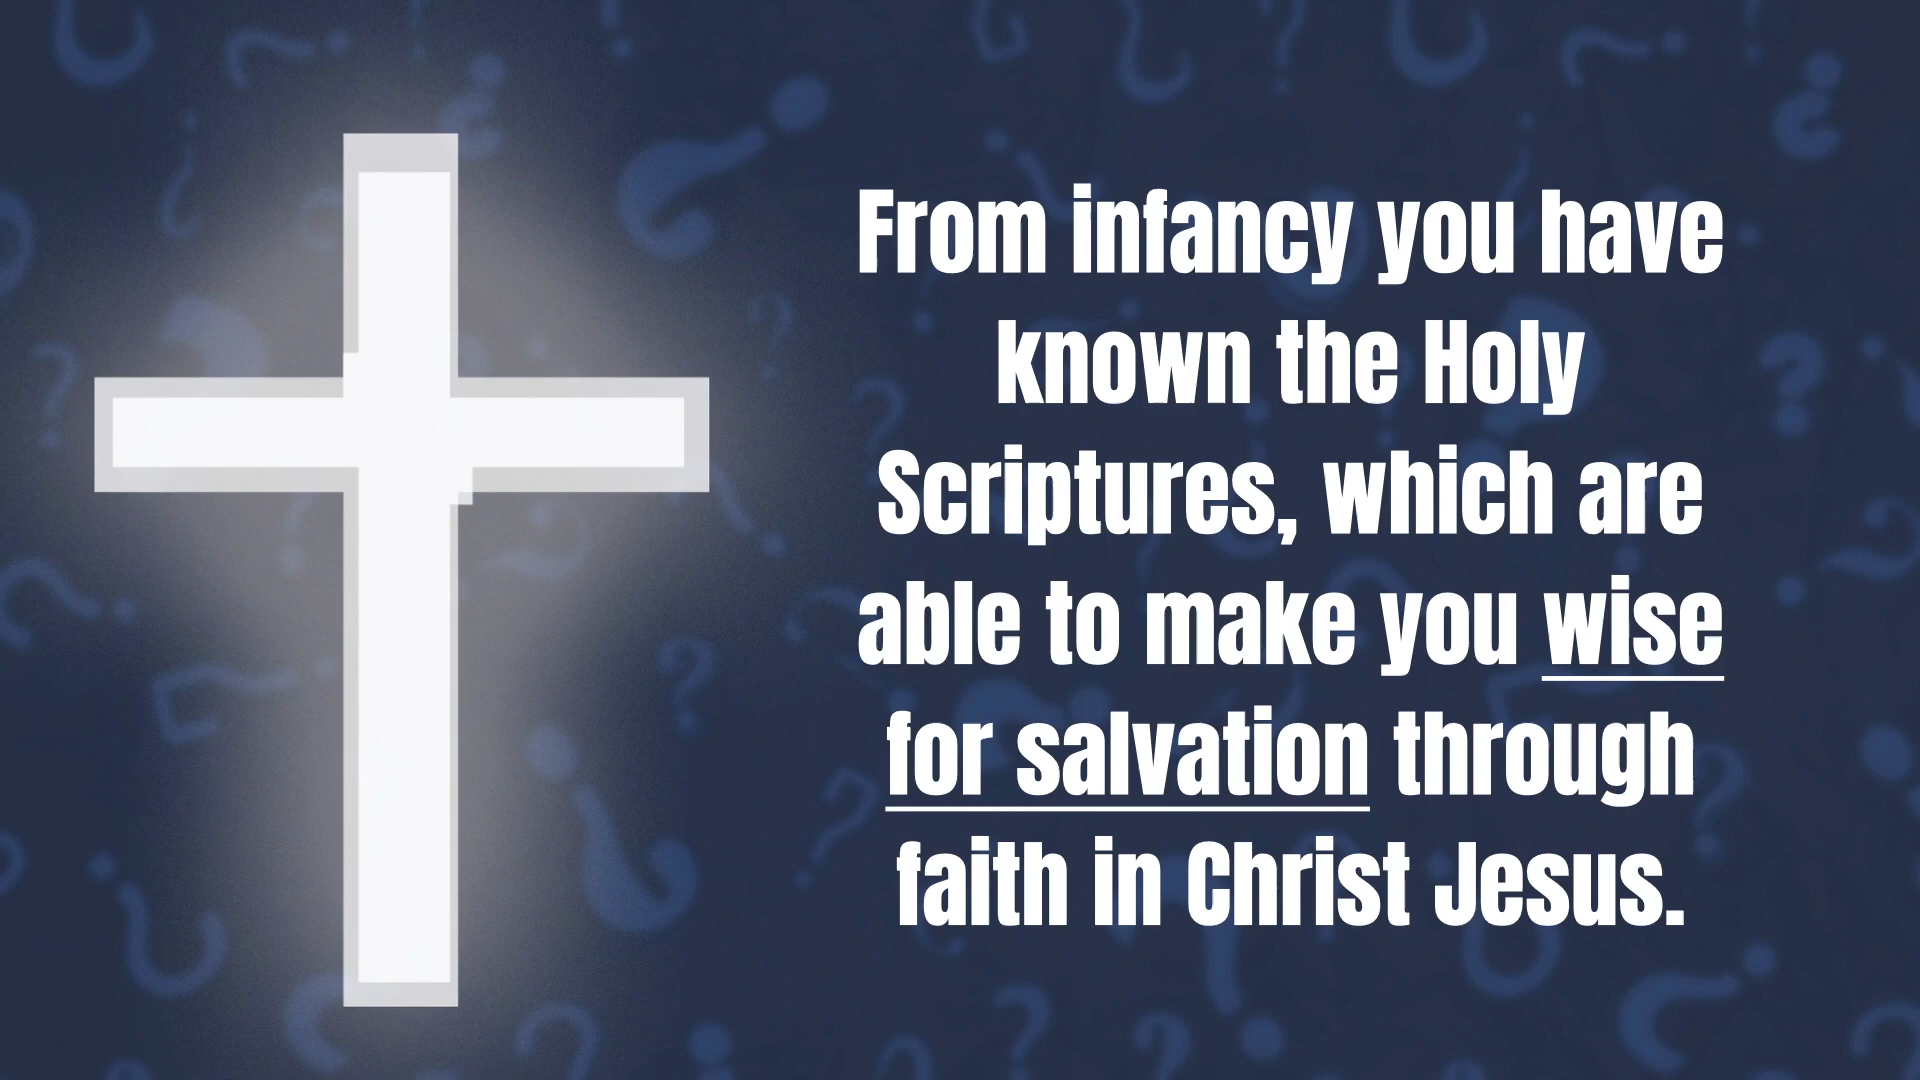 From infancy you have
known the Holy
Scriptures, which are
able to make you wise
for salvation through
faith in Christ Jesus.